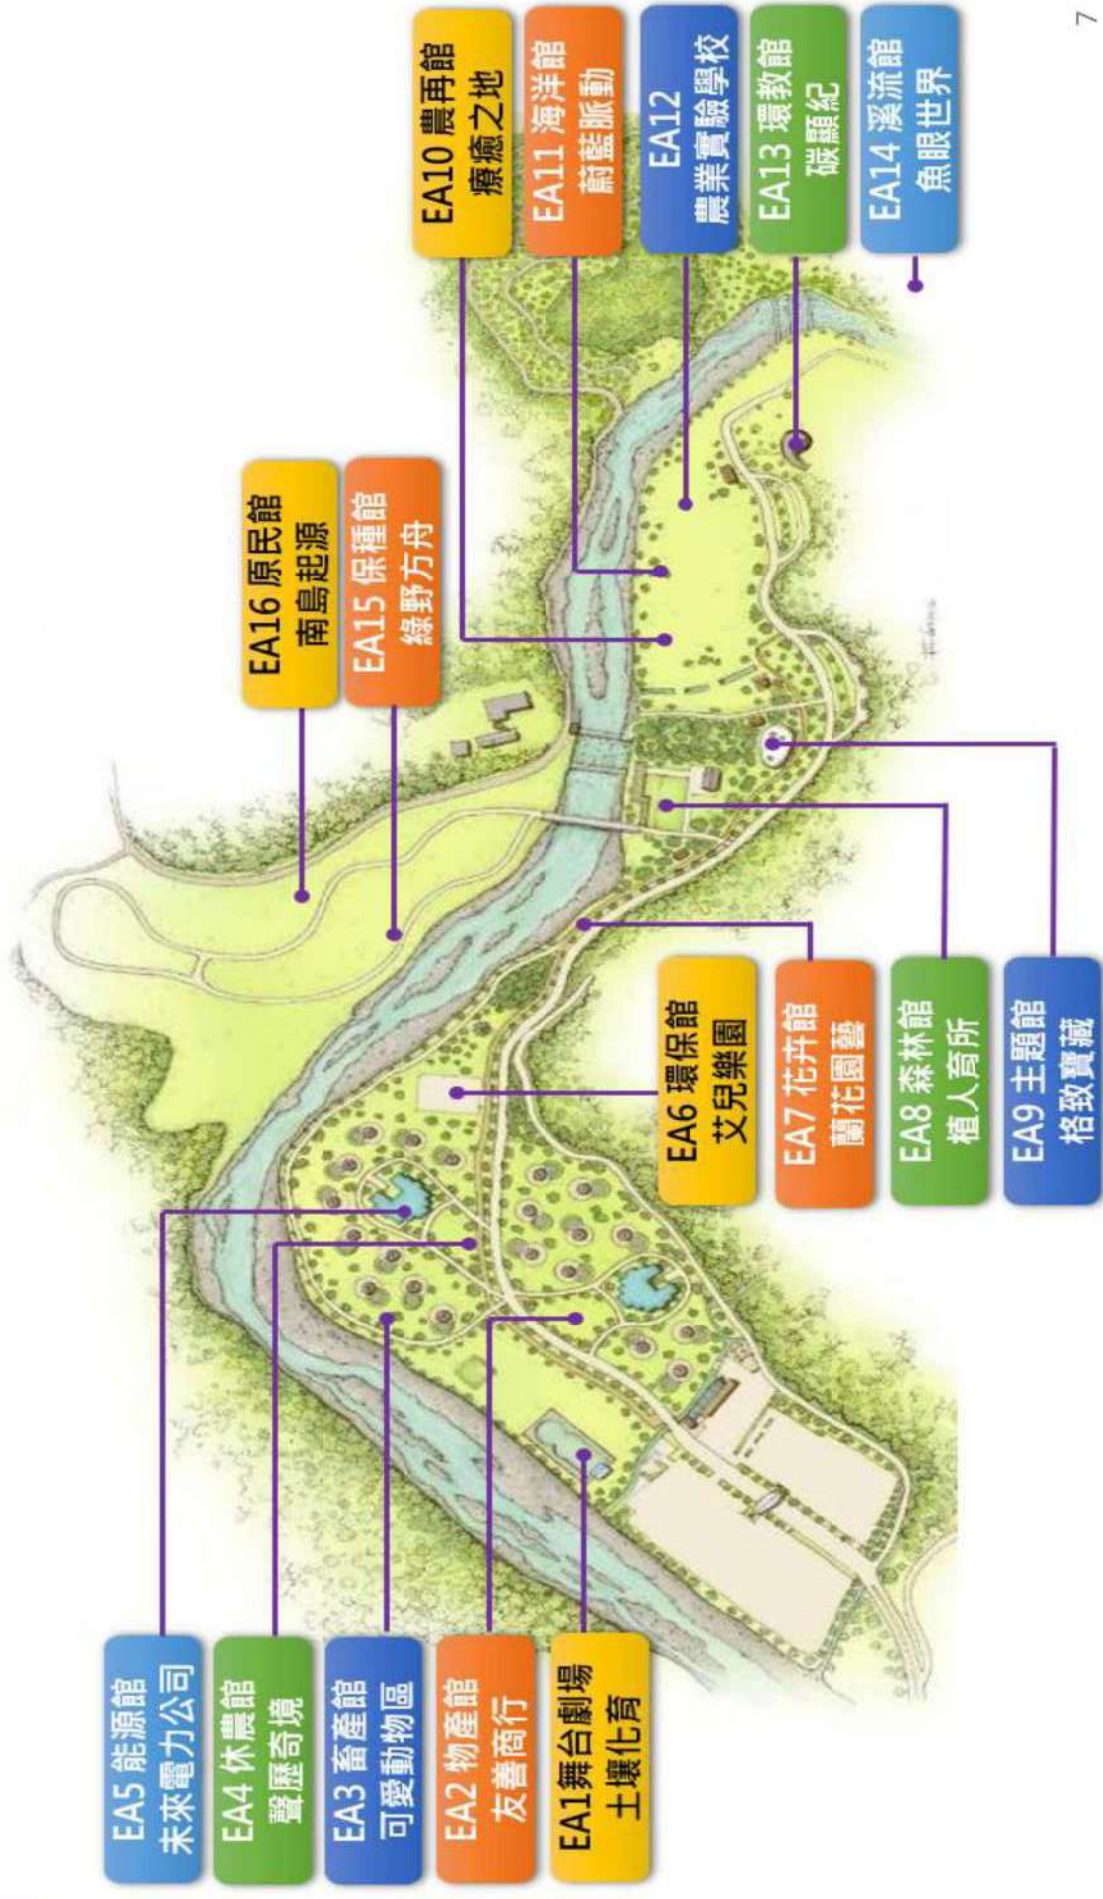 EA16 原民館
南島起源
EA15 保種館
綠野方舟
EA10 農再館
療癒之地
EA11 海洋館
蔚藍脈動
EA12
農業實驗學校
EA13 環教館
碳顯紀
EA14 溪流館
魚眼世界
EA5 能源館
未來電力公司
EA4 休農館
聲歷奇境
EA3 畜產館
可愛動物區
EA2 物產館
友善商行
EA1舞台劇場
土壤化育
EA6 環保館
艾兒樂園
EA7 花卉館
蘭花園藝
EA8 森林館
植人育所
EA9 主題館
格致寶藏
7